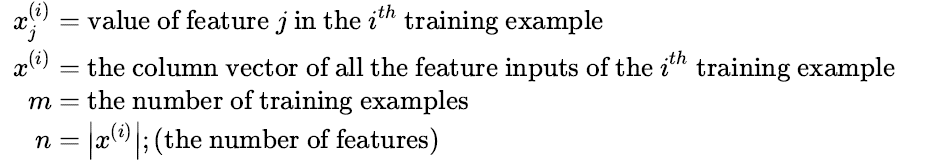 x_j^{(i)} = value of feature j in the i^{th} training example
x^{(i)} = the column vector of all the feature inputs of the i^{th} training example
m = the number of training examples
n = |x^{(i)}|; (the number of features)